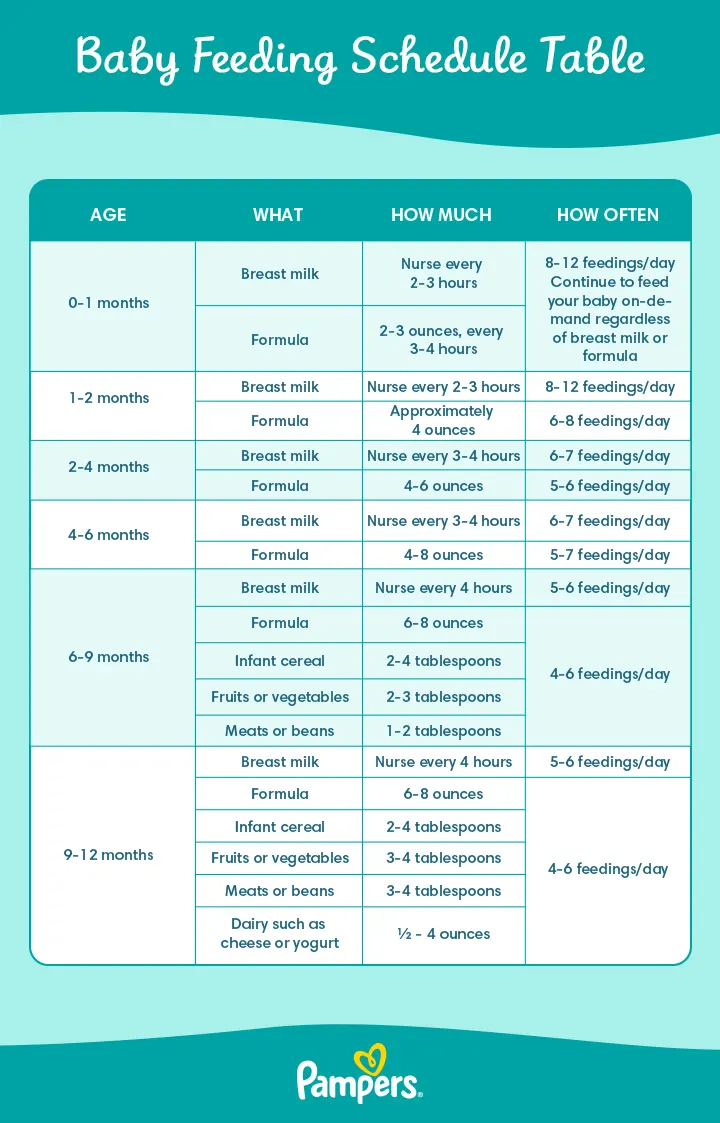 Baby Feeding Schedule Table
AGE
WHAT
HOW MUCH
HOW OFTEN
0-1 months
Breast milk
Nurse every
2-3 hours
8-12 feedings/day
Continue to feed
your baby on-de-
mand regardless
of breast milk or
formula
Formula
2-3 ounces, every
3-4 hours
1-2 months
Breast milk
Nurse every 2-3 hours
8-12 feedings/day
Formula
Approximately
4 ounces
6-8 feedings/day
2-4 months
Breast milk
Nurse every 3-4 hours
6-7 feedings/day
Formula
4-6 ounces
5-6 feedings/day
4-6 months
Breast milk
Nurse every 3-4 hours
6-7 feedings/day
Formula
4-8 ounces
5-7 feedings/day
6-9 months
Breast milk
Nurse every 4 hours
5-6 feedings/day
Formula
6-8 ounces
4-6 feedings/day
Infant cereal
2-4 tablespoons
Fruits or vegetables
2-3 tablespoons
Meats or beans
1-2 tablespoons
9-12 months
Breast milk
Nurse every 4 hours
5-6 feedings/day
Formula
6-8 ounces
4-6 feedings/day
Infant cereal
2-4 tablespoons
Fruits or vegetables
3-4 tablespoons
Meats or beans
3-4 tablespoons
Dairy such as
cheese or yogurt
½ - 4 ounces
Pampers®